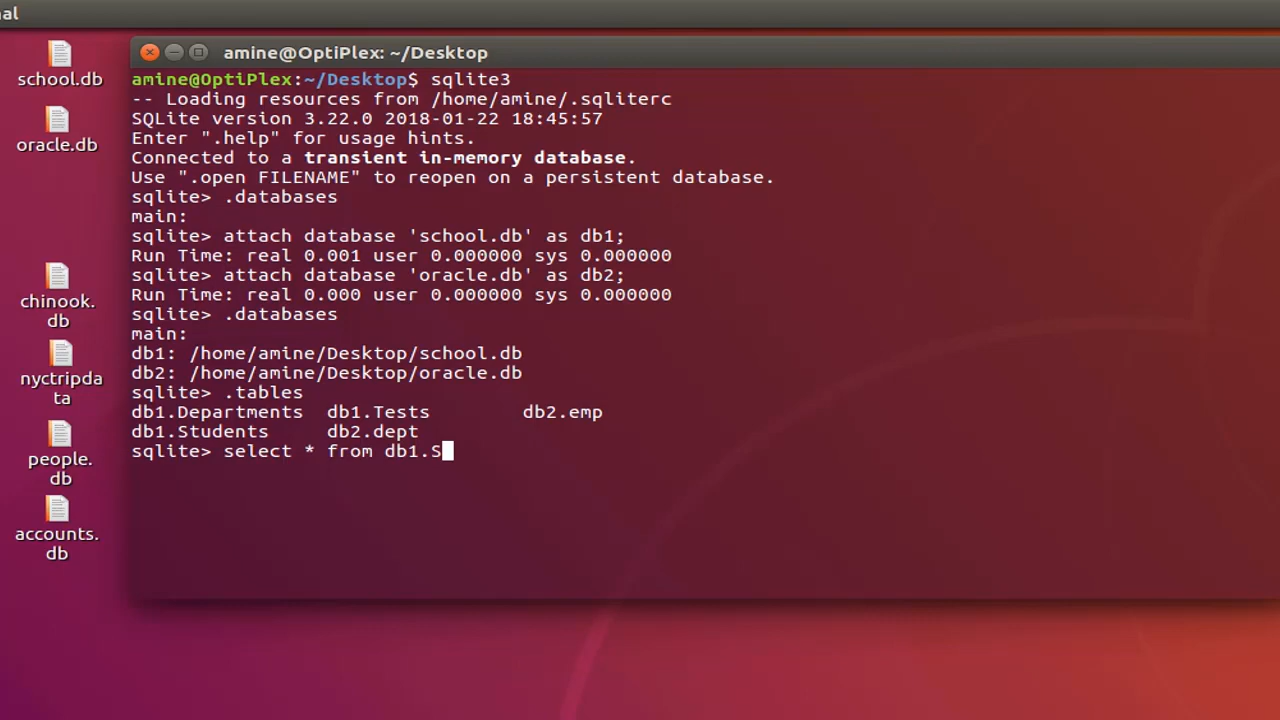 al
school.db
oracle.db
chinook.
db
nyctripda
ta
people.
db
accounts.
db
amine@OptiPlex: ~/Desktop
amine@OptiPlex:~/Desktop$ sqlite3
-- Loading resources from /home/amine/.sqliterc
SQLite version 3.22.0 2018-01-22 18:45:57
Enter ".help" for usage hints.
Connected to a transient in-memory database.
Use ".open FILENAME" to reopen on a persistent database.
sqlite> .databases
main:
sqlite> attach database 'school.db' as db1;
Run Time: real 0.001 user 0.000000 sys 0.000000
sqlite> attach database 'oracle.db' as db2;
Run Time: real 0.000 user 0.000000 sys 0.000000
sqlite> .databases
main:
db1: /home/amine/Desktop/school.db
db2: /home/amine/Desktop/oracle.db
sqlite> .tables
db1.Departments  db1.Tests        db2.emp
db1.Students     db2.dept
sqlite> select * from db1.S